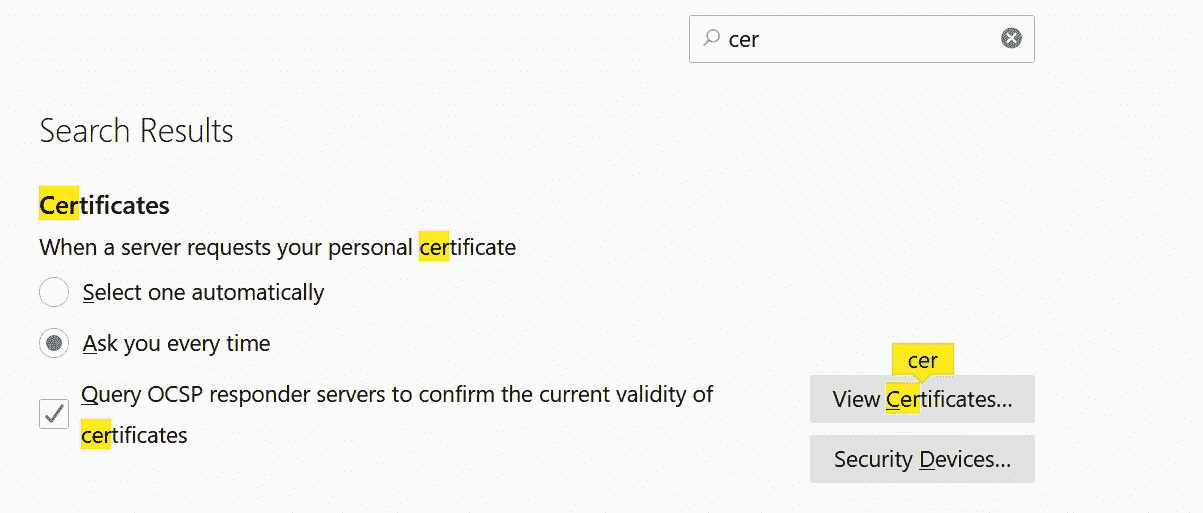 cer
Search Results
Certificates
When a server requests your personal certificate
Select one automatically
Ask you every time
cer
Query OCSP responder servers to confirm the current validity of
certificates
View Certificates...
Security Devices...